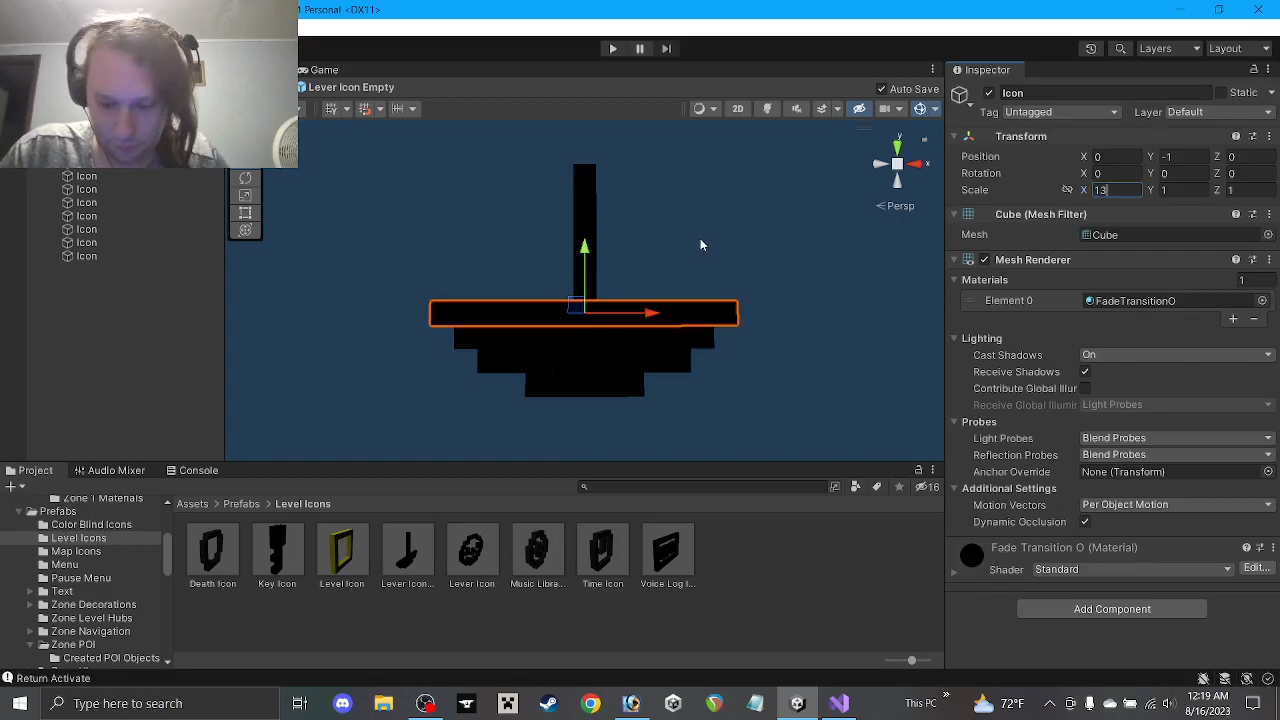 1 Personal <DX11>
Layers
Layout
Game
Inspector
Lever Icon Empty
Auto Save
Icon
Static
Tag Untagged
Layer Default
2D
Transform
Position X 0 Y -1 Z 0
Rotation X 0 Y 0 Z 0
Scale X 13 Y 1 Z 1
y
x
Persp
Cube (Mesh Filter)
Mesh Cube
Mesh Renderer
Materials 1
Element 0 FadeTransitionO
Lighting
Cast Shadows On
Receive Shadows
Contribute Global Illur
Receive Global Illumir Light Probes
Probes
Light Probes Blend Probes
Reflection Probes Blend Probes
Anchor Override None (Transform)
Additional Settings
Motion Vectors Per Object Motion
Dynamic Occlusion
Fade Transition O (Material)
Shader Standard Edit...
Add Component
Icon
Icon
Icon
Icon
Icon
Icon
Icon
Project
Audio Mixer
Console
16
Zone 1 Materials
Prefabs
Color Blind Icons
Level Icons
Map Icons
Menu
Pause Menu
Text
Zone Decorations
Zone Level Hubs
Zone Navigation
Zone POI
Created POI Objects
Assets Prefabs Level Icons
Death Icon
Key Icon
Level Icon
Lever Icon...
Lever Icon
Music Libra...
Time Icon
Voice Log I...
Return Activate
Type here to search
This PC
72°F
12:19 AM
8/16/2023